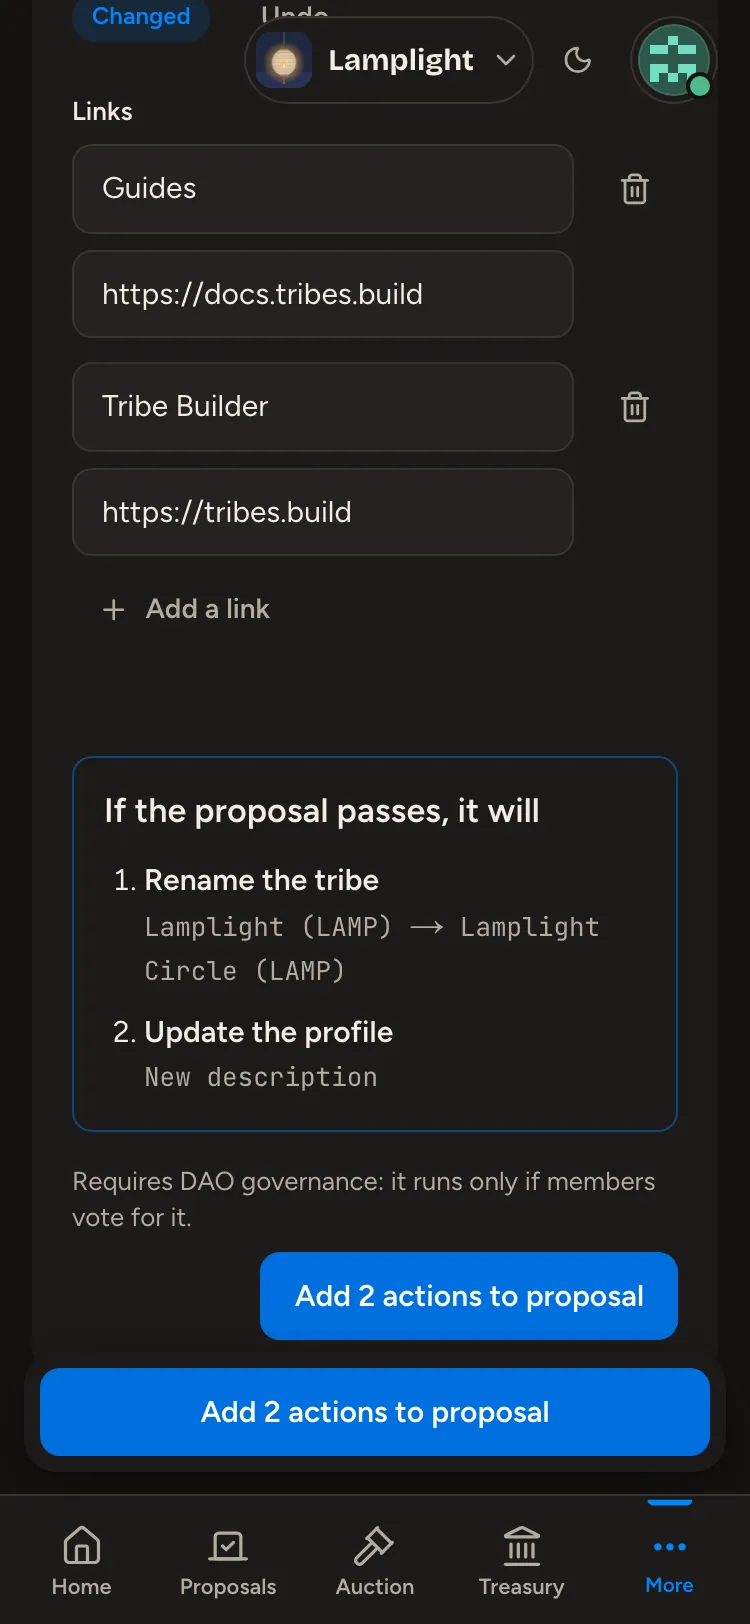 Changed
Undo
Lamplight
Links
Guides
https://docs.tribes.build
Tribe Builder
https://tribes.build
Add a link
If the proposal passes, it will
1. Rename the tribe
Lamplight (LAMP) → Lamplight
Circle (LAMP)
2. Update the profile
New description
Requires DAO governance: it runs only if members
vote for it.
Add 2 actions to proposal
Add 2 actions to proposal
Home
Proposals
Auction
Treasury
More